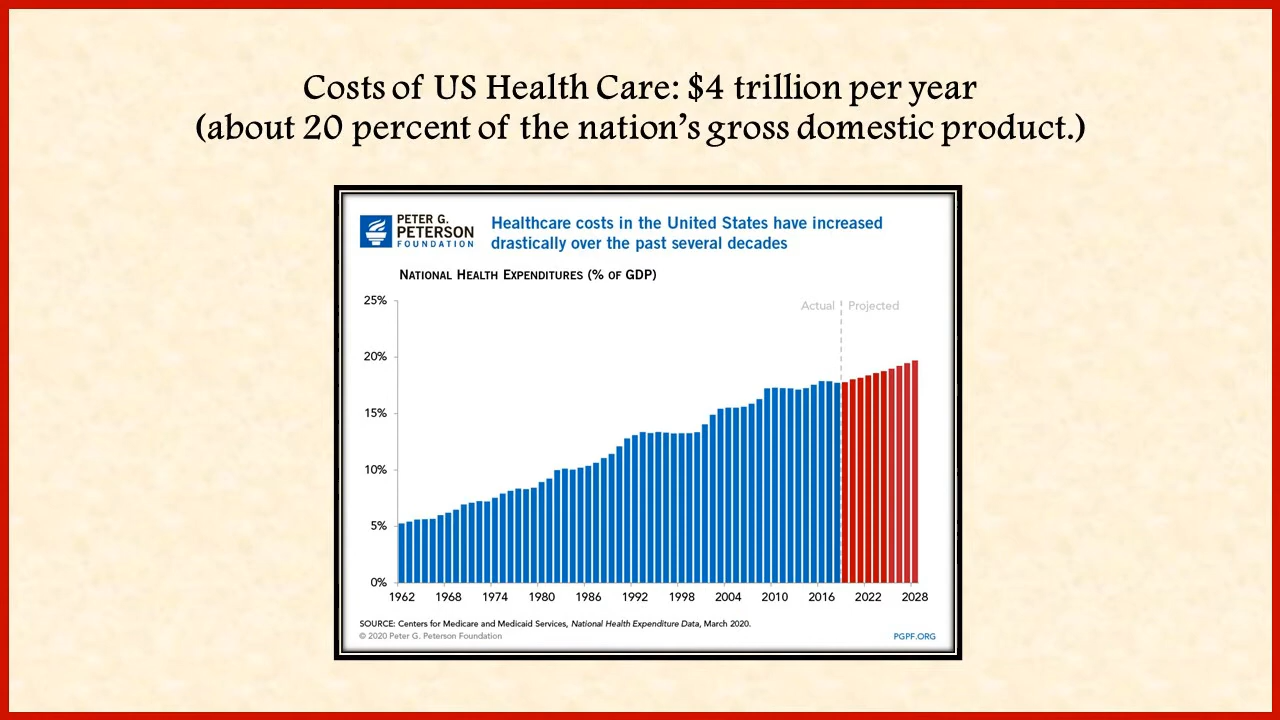 Costs of US Health Care: $4 trillion per year
(about 20 percent of the nation's gross domestic product.)
PETER G.
PETERSON
FOUNDATION
Healthcare costs in the United States have increased
drastically over the past several decades
NATIONAL HEALTH EXPENDITURES (% OF GDP)
25%
Actual
Projected
20%
15%
10%
5%
0%
1962 1968 1974 1980 1986 1992 1998 2004 2010 2016 2022 2028
SOURCE: Centers for Medicare and Medicaid Services, National Health Expenditure Data, March 2020.
© 2020 Peter G. Peterson Foundation
PGPF.ORG